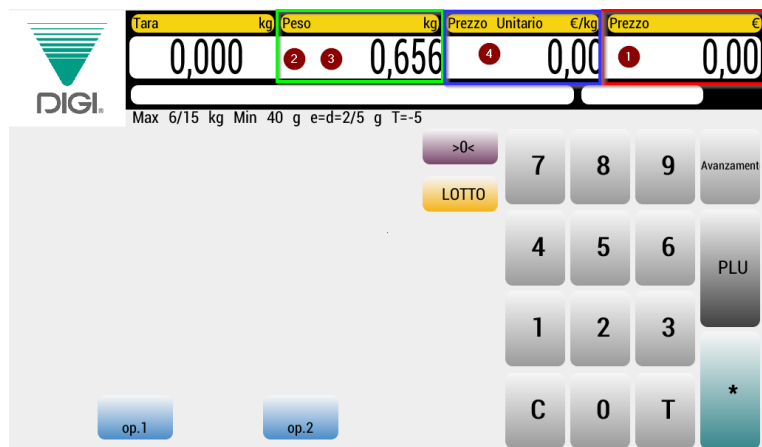 Tara kg Peso kg Prezzo Unitario €/kg Prezzo €
0,000 2 3 0,656 4 0,00 1 0,00
DIGI®
Max 6/15 kg Min 40 g e=d=2/5 g T=-5
>0<
7 8 9 Avanzament
LOTTO
4 5 6
PLU
1 2 3
*
C 0 T
op.1 op.2